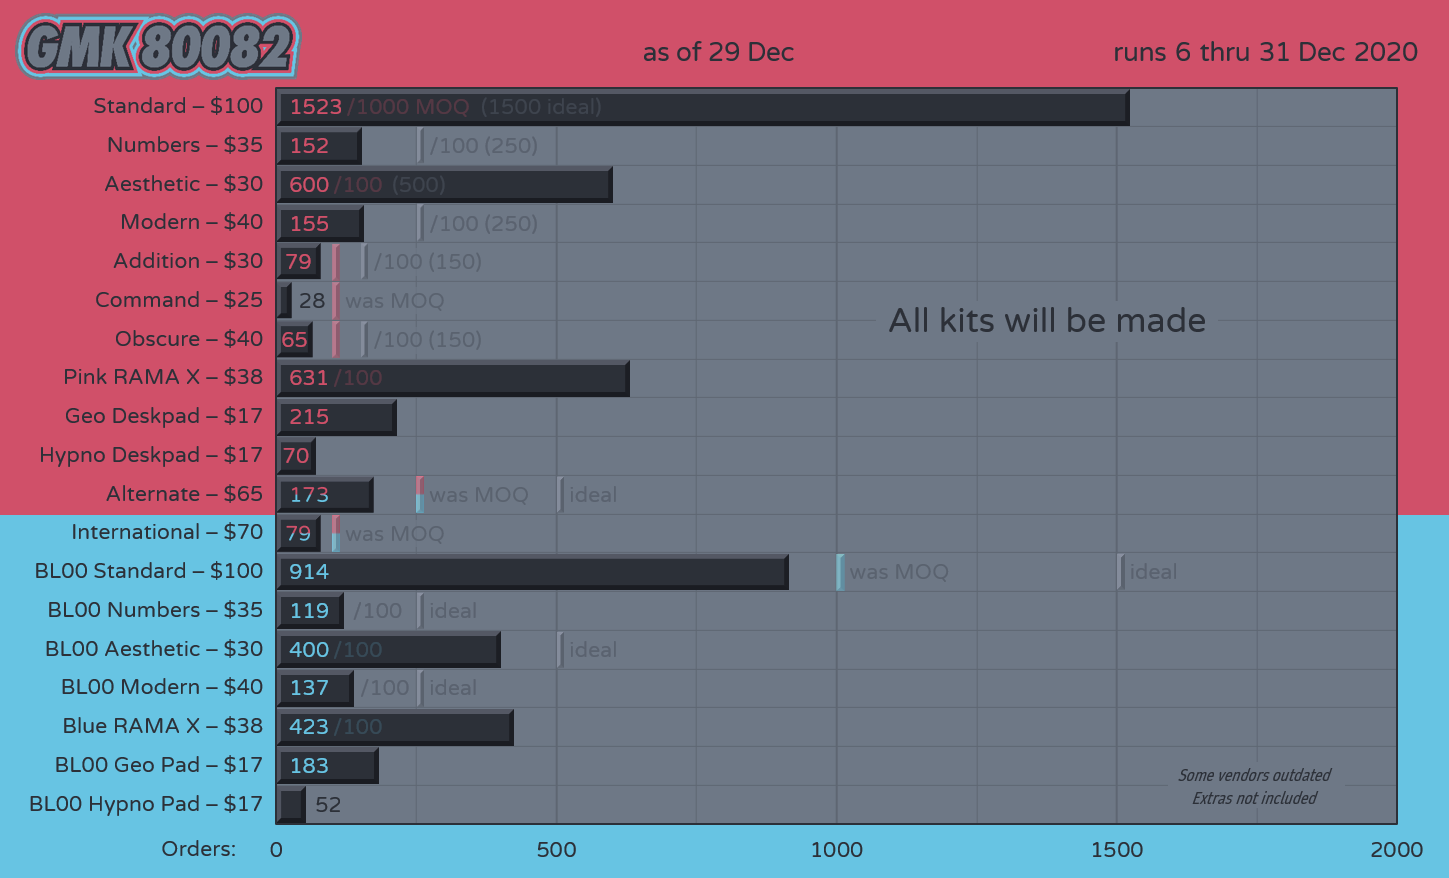 GMK 80082
as of 29 Dec
runs 6 thru 31 Dec 2020
Standard – $100 1523 /1000 MOQ (1500 ideal)
Numbers – $35 152 /100 (250)
Aesthetic – $30 600 /100 (500)
Modern – $40 155 /100 (250)
Addition – $30 79 /100 (150)
Command – $25 28 was MOQ
All kits will be made
Obscure – $40 65 /100 (150)
Pink RAMA X – $38 631 /100
Geo Deskpad – $17 215
Hypno Deskpad – $17 70
Alternate – $65 173 was MOQ ideal
International – $70 79 was MOQ
BL00 Standard – $100 914 was MOQ ideal
BL00 Numbers – $35 119 /100 ideal
BL00 Aesthetic – $30 400 /100 ideal
BL00 Modern – $40 137 /100 ideal
Blue RAMA X – $38 423 /100
BL00 Geo Pad – $17 183
Some vendors outdated
Extras not included
BL00 Hypno Pad – $17 52
Orders: 0 500 1000 1500 2000